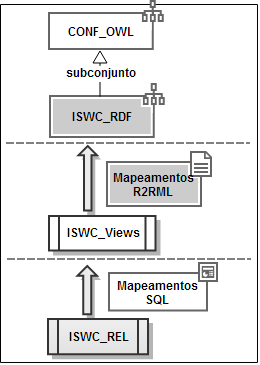 CONF_OWL
subconjunto
ISWC_RDF
Mapeamentos
R2RML
ISWC_Views
Mapeamentos
SQL
ISWC_REL